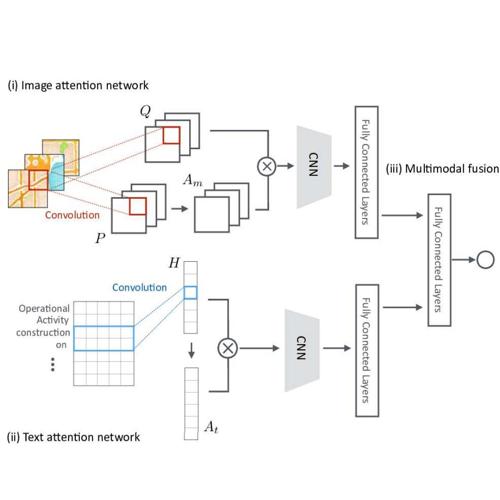 (i) Image attention network
Q
CNN
Fully Connected Layers
(iii) Multimodal fusion
A_m
Convolution
P
Fully Connected Layers
H
Convolution
Operational
Activity
construction
on
⋮
CNN
Fully Connected Layers
A_t
(ii) Text attention network